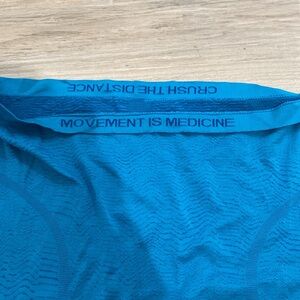 CRUSH THE DISTANCE
MOVEMENT IS MEDICINE